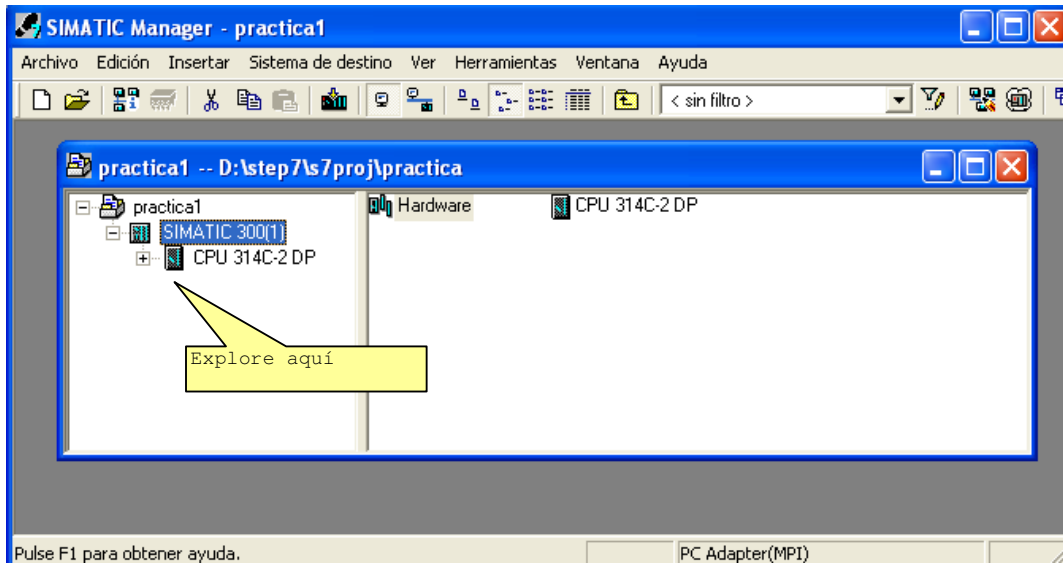 SIMATIC Manager - practica1
Archivo Edición Insertar Sistema de destino Ver Herramientas Ventana Ayuda
< sin filtro >
practica1 -- D:\step7\s7proj\practica
practica1
SIMATIC 300(1)
CPU 314C-2 DP
Hardware
CPU 314C-2 DP
Explore aquí
Pulse F1 para obtener ayuda.
PC Adapter(MPI)